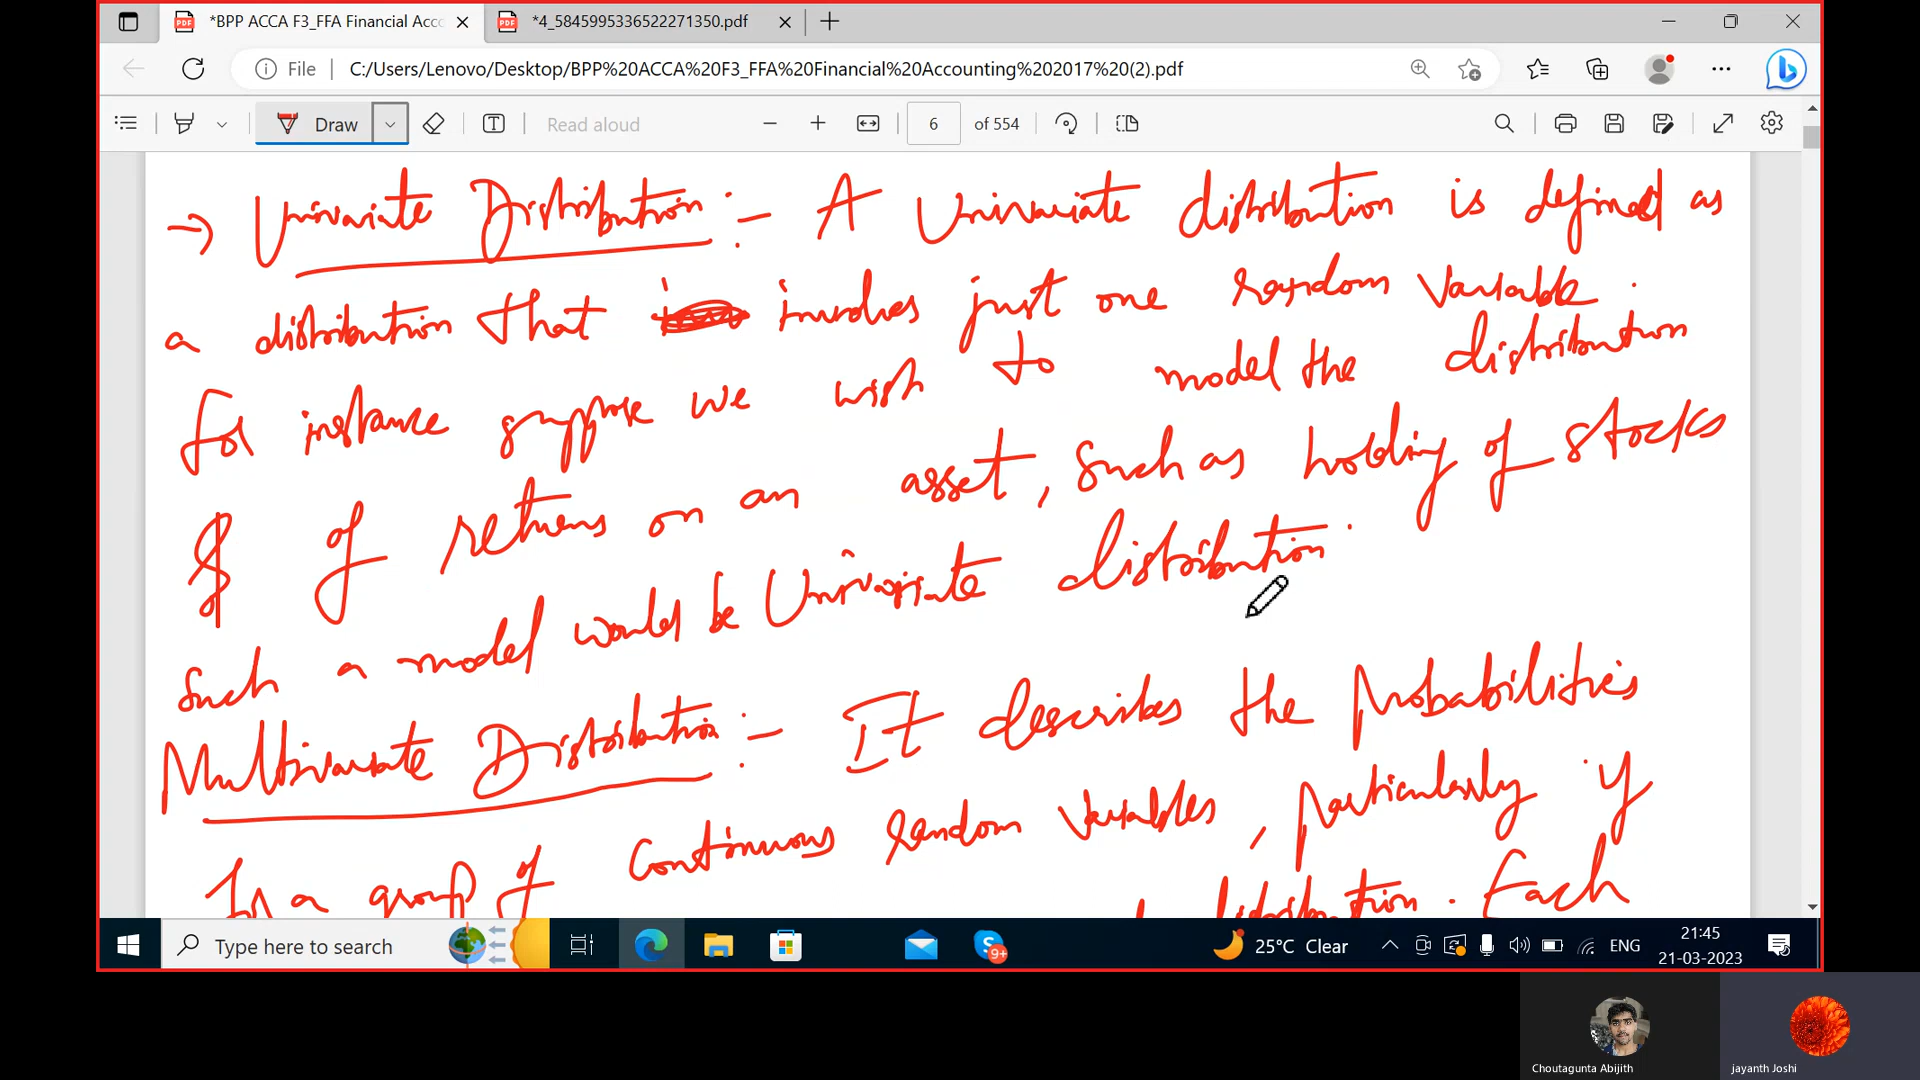 *BPP ACCA F3_FFA Financial Acco
*4_5845995336522271350.pdf
File
C:/Users/Lenovo/Desktop/BPP%20ACCA%20F3_FFA%20Financial%20Accounting%202017%20(2).pdf
Draw
Read aloud
6 of 554
→ Univariate Distribution :- A Univariate distribution is defined as
a distribution that involves just one random variable.
for instance suppose we wish to model the distribution
of returns on an asset, such as holding of stocks
such a model would be Univariate distribution.
Multivariate Distribution :- It describes the probabilities
for a group of continuous random variables, particularly if
distribution. Each
Type here to search
9+
25°C Clear
ENG
21:45
21-03-2023
Choutagunta Abijith
jayanth Joshi